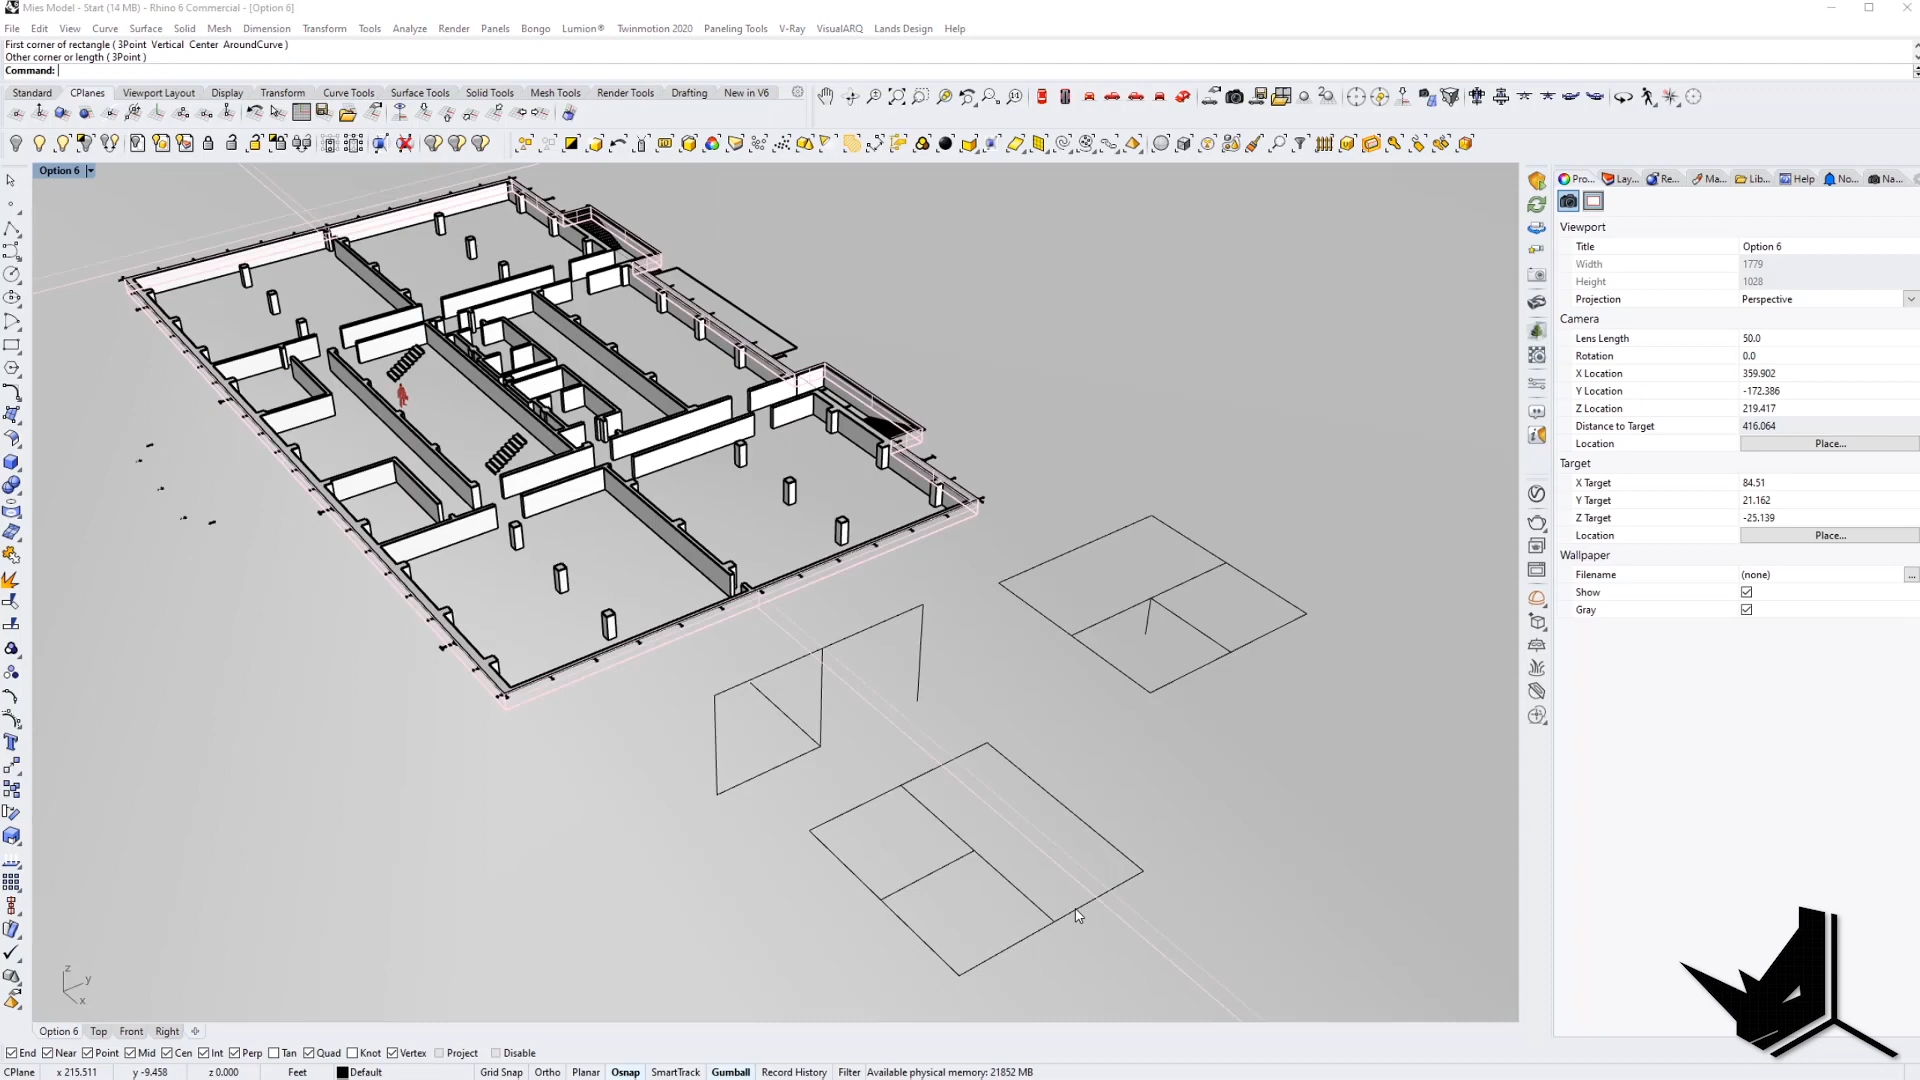 Mies Model - Start (14 MB) - Rhino 6 Commercial - [Option 6]
File Edit View Curve Surface Solid Mesh Dimension Transform Tools Analyze Render Panels Bongo Lumion® Twinmotion 2020 Paneling Tools V-Ray VisualARQ Lands Design Help
First corner of rectangle ( 3Point Vertical Center AroundCurve )
Other corner or length ( 3Point )
Command:
Standard CPlanes Viewport Layout Display Transform Curve Tools Surface Tools Solid Tools Mesh Tools Render Tools Drafting New in V6
Option 6
Pro... Lay... Re... Ma... Lib... Help No... Na...
Viewport
Title Option 6
Width 1779
Height 1028
Projection Perspective
Camera
Lens Length 50.0
Rotation 0.0
X Location 359.902
Y Location -172.386
Z Location 219.417
Distance to Target 416.064
Location Place...
Target
X Target 84.51
Y Target 21.162
Z Target -25.139
Location Place...
Wallpaper
Filename (none) ...
Show
Gray
z
y
x
Option 6 Top Front Right
End Near Point Mid Cen Int Perp Tan Quad Knot Vertex Project Disable
CPlane x 215.511 y -9.458 z 0.000 Feet Default Grid Snap Ortho Planar Osnap SmartTrack Gumball Record History Filter Available physical memory: 21852 MB